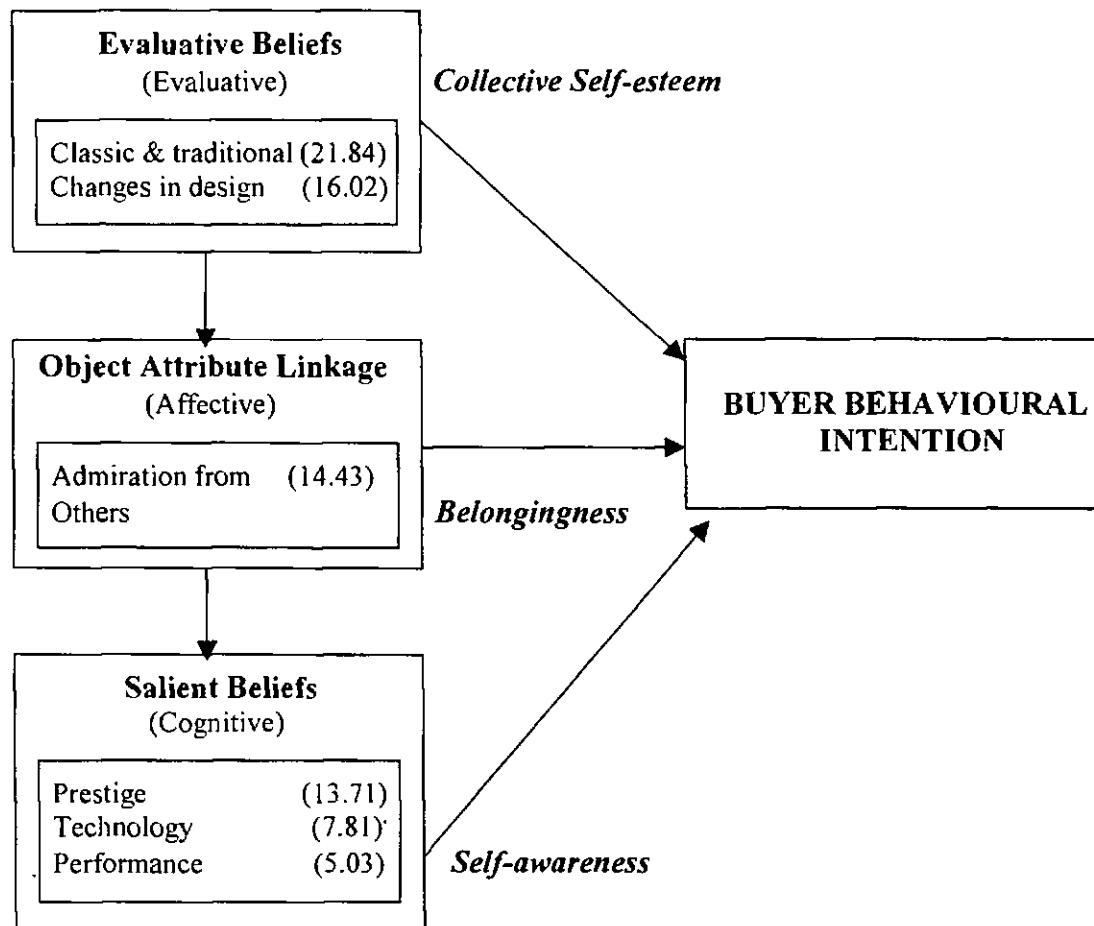 Evaluative Beliefs
(Evaluative)
Collective Self-esteem
Classic & traditional (21.84)
Changes in design (16.02)
Object Attribute Linkage
(Affective)
Admiration from (14.43)
Others
Belongingness
BUYER BEHAVIOURAL
INTENTION
Salient Beliefs
(Cognitive)
Prestige (13.71)
Technology (7.81)
Performance (5.03)
Self-awareness